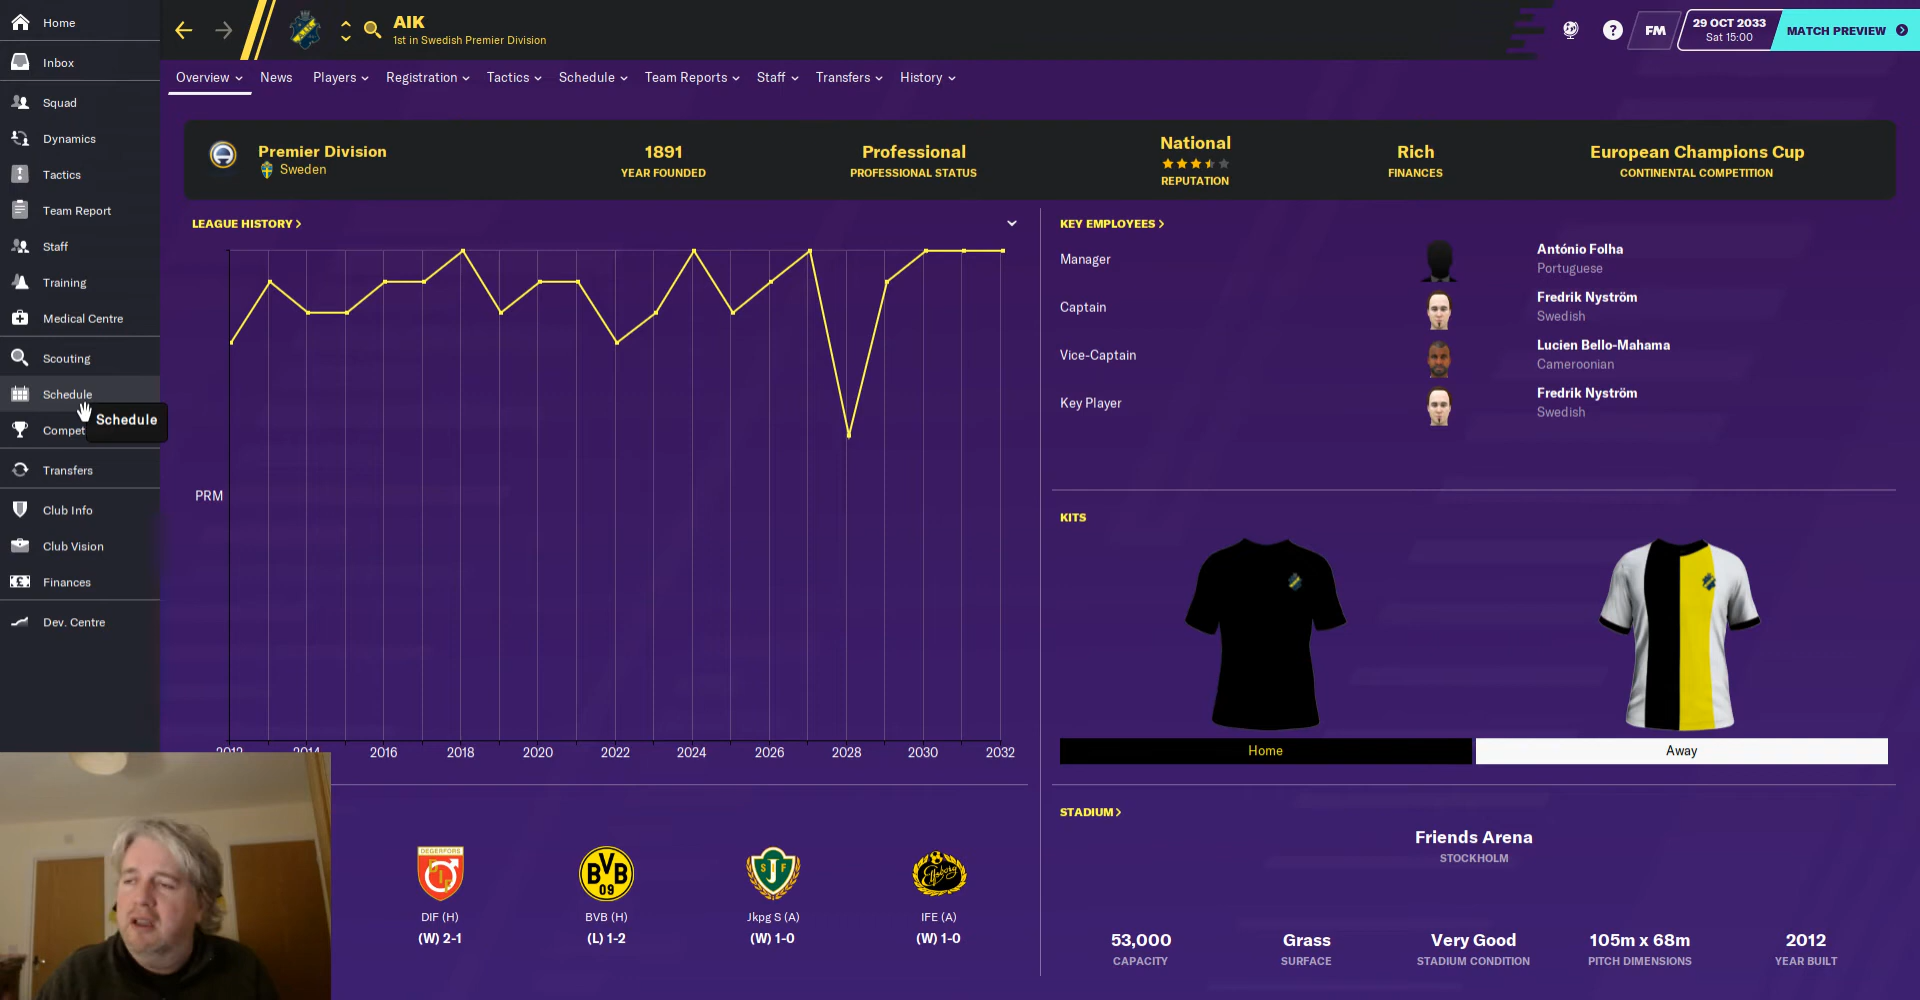 Home
Inbox
Squad
Dynamics
Tactics
Team Report
Staff
Training
Medical Centre
Scouting
Schedule
Schedule
Compet
Transfers
Club Info
Club Vision
Finances
Dev. Centre
AIK
1st in Swedish Premier Division
FM
29 OCT 2033
Sat 15:00
MATCH PREVIEW
Overview
News
Players
Registration
Tactics
Schedule
Team Reports
Staff
Transfers
History
Premier Division
Sweden
1891
YEAR FOUNDED
Professional
PROFESSIONAL STATUS
National
REPUTATION
Rich
FINANCES
European Champions Cup
CONTINENTAL COMPETITION
LEAGUE HISTORY
PRM
2012 2014 2016 2018 2020 2022 2024 2026 2028 2030 2032
KEY EMPLOYEES
Manager
António Folha
Portuguese
Captain
Fredrik Nyström
Swedish
Vice-Captain
Lucien Bello-Mahama
Cameroonian
Key Player
Fredrik Nyström
Swedish
KITS
Home
Away
DEGERFORS
DIF
DIF (H)
(W) 2-1
BVB
09
BVB (H)
(L) 1-2
S J F
Jkpg S (A)
(W) 1-0
Elfsborg
IFE (A)
(W) 1-0
STADIUM
Friends Arena
STOCKHOLM
53,000
CAPACITY
Grass
SURFACE
Very Good
STADIUM CONDITION
105m x 68m
PITCH DIMENSIONS
2012
YEAR BUILT